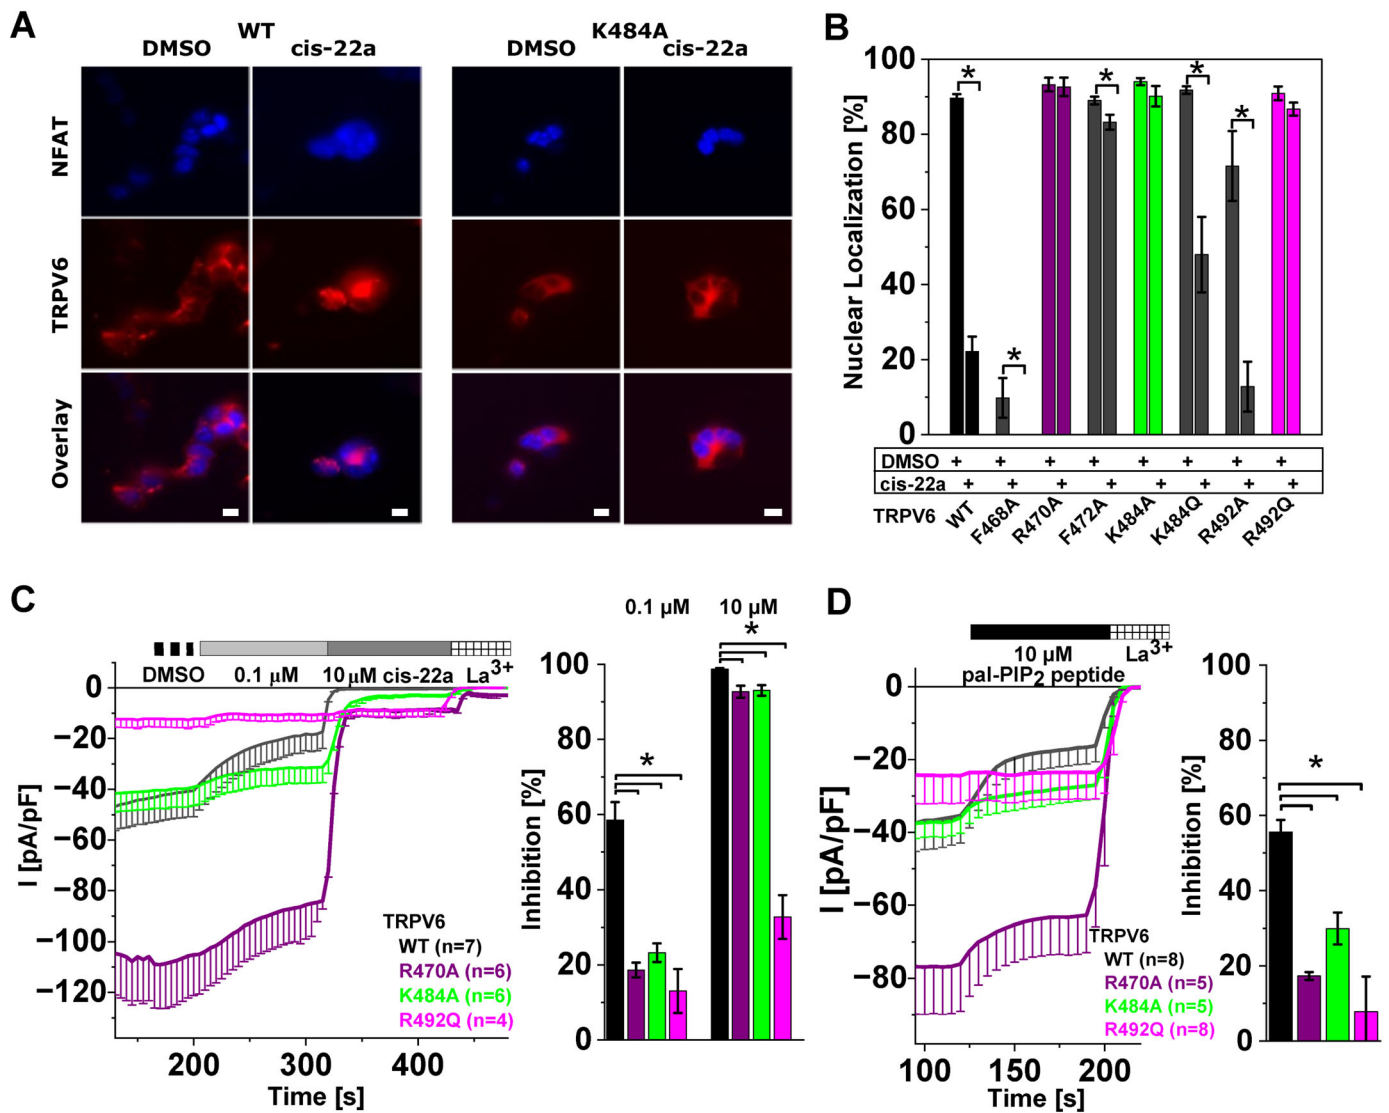 A
WT
K484A
DMSO
cis-22a
DMSO
cis-22a
NFAT
TRPV6
Overlay
B
Nuclear Localization [%]
100
80
60
40
20
0
DMSO + + + + + + + +
cis-22a + + + + + + + +
TRPV6
WT
F468A
R470A
F472A
K484A
K484Q
R492A
R492Q
* * * * *
C
DMSO 0.1 µM 10 µM cis-22a La3+
I [pA/pF]
0
−20
−40
−60
−80
−100
−120
TRPV6
WT (n=7)
R470A (n=6)
K484A (n=6)
R492Q (n=4)
200 300 400
Time [s]
0.1 µM 10 µM
Inhibition [%]
100
80
60
40
20
0
* *
D
10 µM La3+
pal-PIP2 peptide
I [pA/pF]
0
−20
−40
−60
−80
TRPV6
WT (n=8)
R470A (n=5)
K484A (n=5)
R492Q (n=8)
100 150 200
Time [s]
Inhibition [%]
100
80
60
40
20
0
*